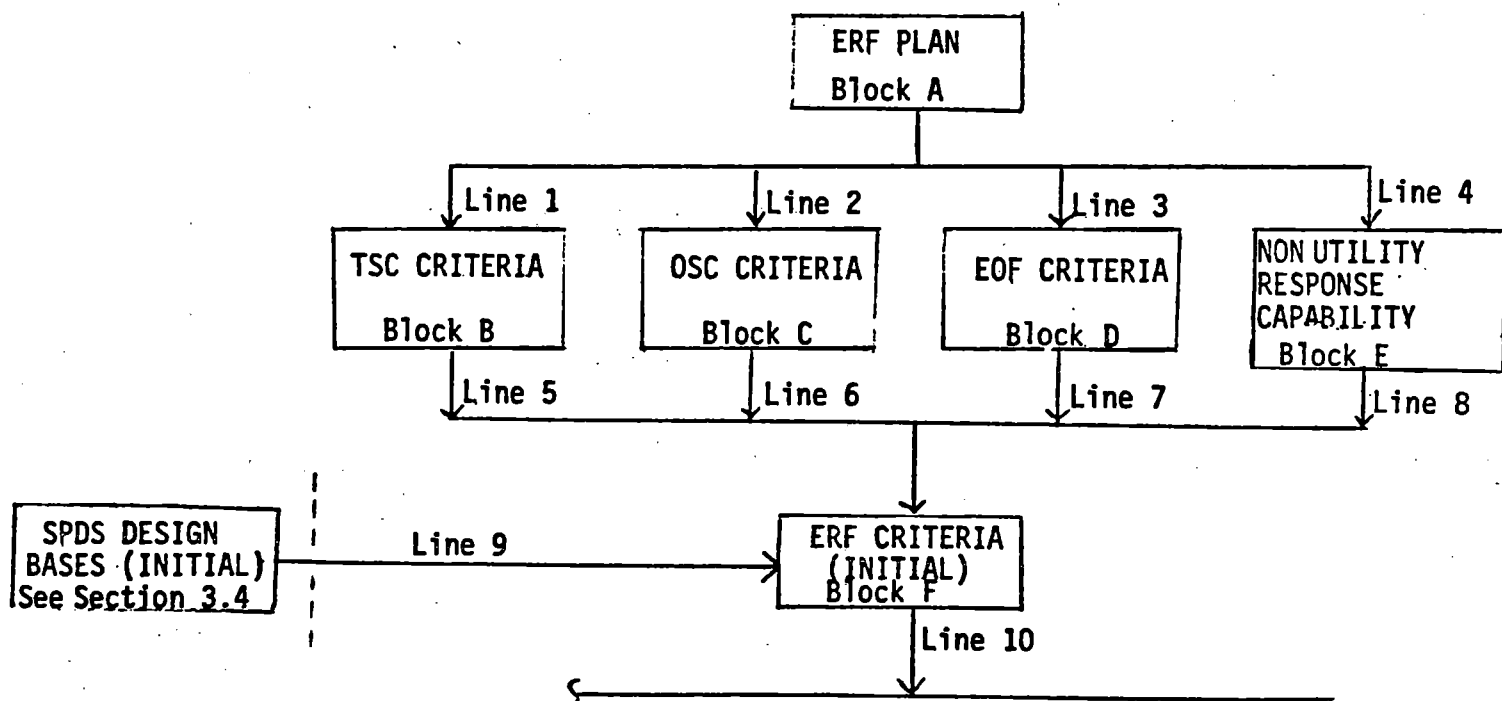 ERF PLAN
Block A
Line 1
Line 2
Line 3
Line 4
TSC CRITERIA
Block B
OSC CRITERIA
Block C
EOF CRITERIA
Block D
NON UTILITY
RESPONSE
CAPABILITY
Block E
Line 5
Line 6
Line 7
Line 8
SPDS DESIGN
BASES (INITIAL)
See Section 3.4
Line 9
ERF CRITERIA
(INITIAL)
Block F
Line 10